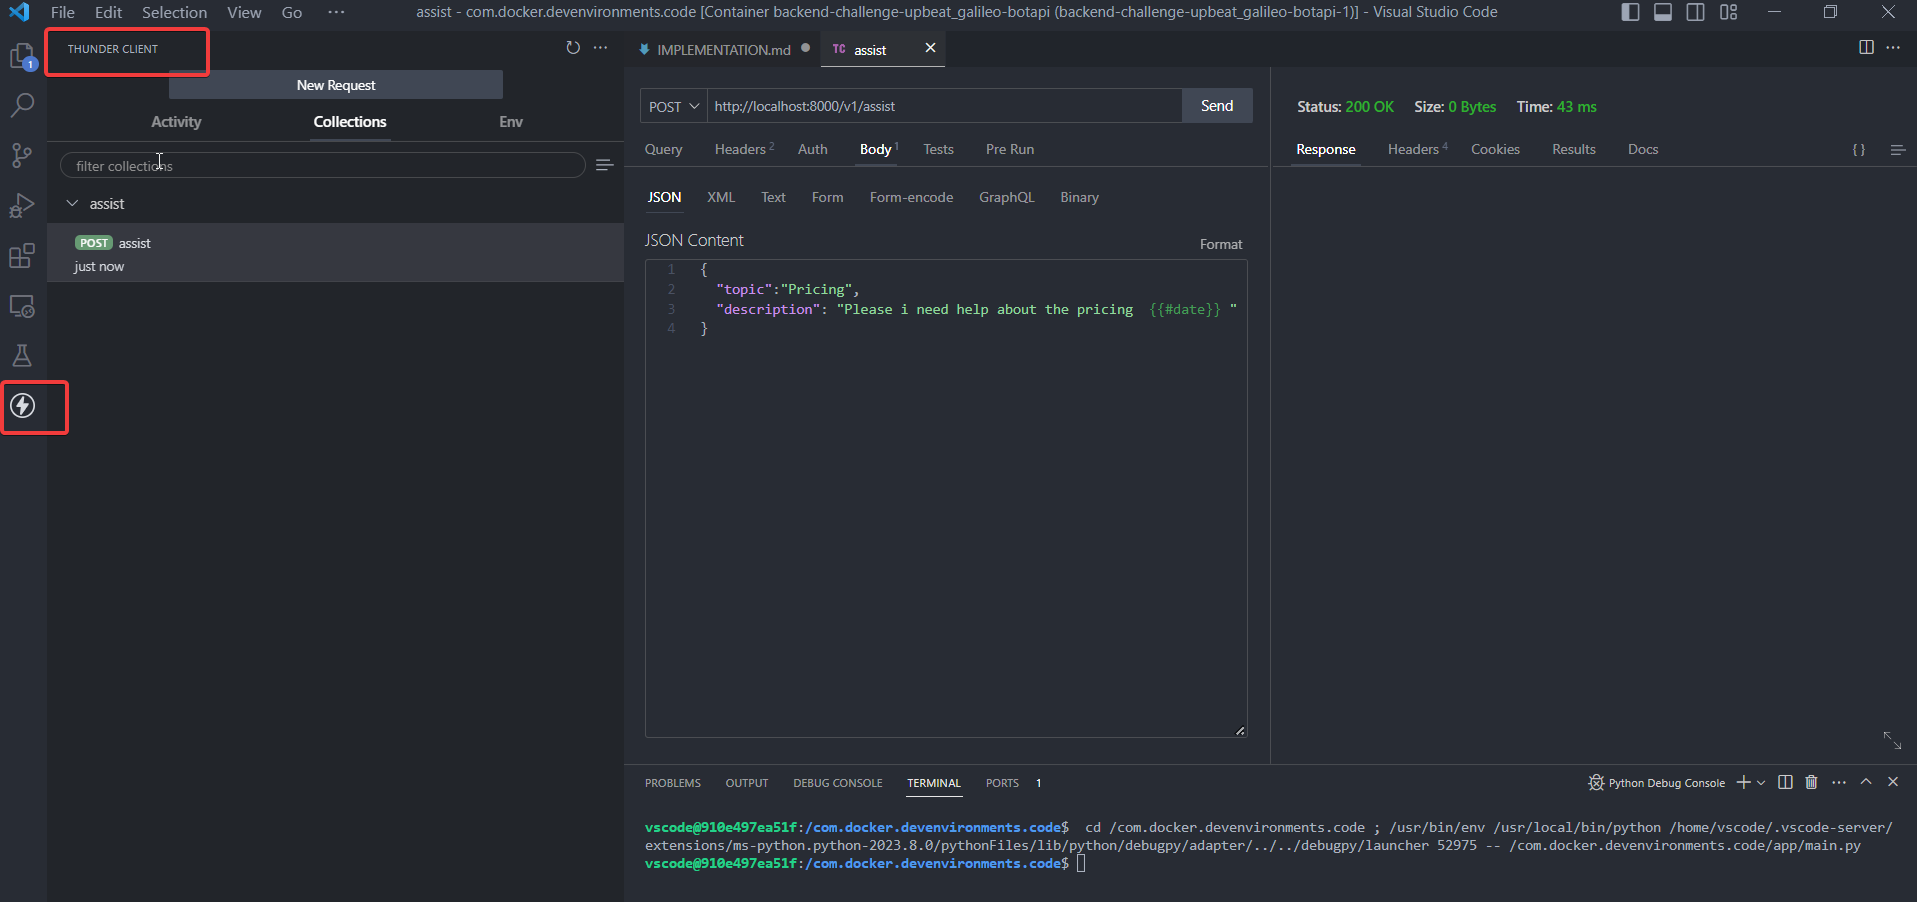 File Edit Selection View Go ···
assist - com.docker.devenvironments.code [Container backend-challenge-upbeat_galileo-botapi (backend-challenge-upbeat_galileo-botapi-1)] - Visual Studio Code
THUNDER CLIENT
New Request
Activity Collections Env
filter collections
assist
POST assist
just now
1
IMPLEMENTATION.md
TC assist
POST http://localhost:8000/v1/assist Send
Query Headers 2 Auth Body 1 Tests Pre Run
JSON XML Text Form Form-encode GraphQL Binary
JSON Content
Format
1 {
2 "topic":"Pricing",
3 "description": "Please i need help about the pricing  {{#date}} "
4 }
Status: 200 OK Size: 0 Bytes Time: 43 ms
Response Headers 4 Cookies Results Docs { }
PROBLEMS OUTPUT DEBUG CONSOLE TERMINAL PORTS 1
Python Debug Console
vscode@910e497ea51f:/com.docker.devenvironments.code$  cd /com.docker.devenvironments.code ; /usr/bin/env /usr/local/bin/python /home/vscode/.vscode-server/
extensions/ms-python.python-2023.8.0/pythonFiles/lib/python/debugpy/adapter/../../debugpy/launcher 52975 -- /com.docker.devenvironments.code/app/main.py
vscode@910e497ea51f:/com.docker.devenvironments.code$